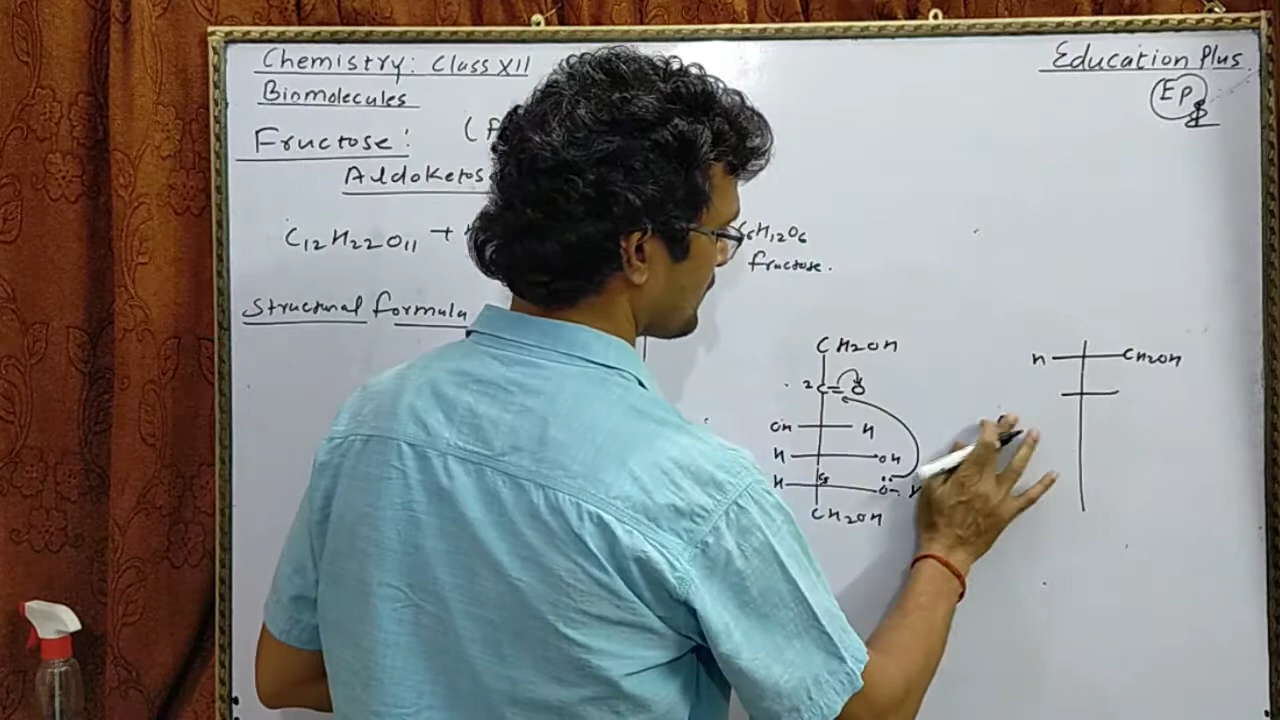 Chemistry: Class XII
Education Plus
Biomolecules
EP
Fructose:
Aldoketos
C12H22O11 +
C6H12O6
fructose.
Structural formula
CH2OH
2 C = O
OH H
H OH
H 5 O - H
CH2OH
H CH2OH